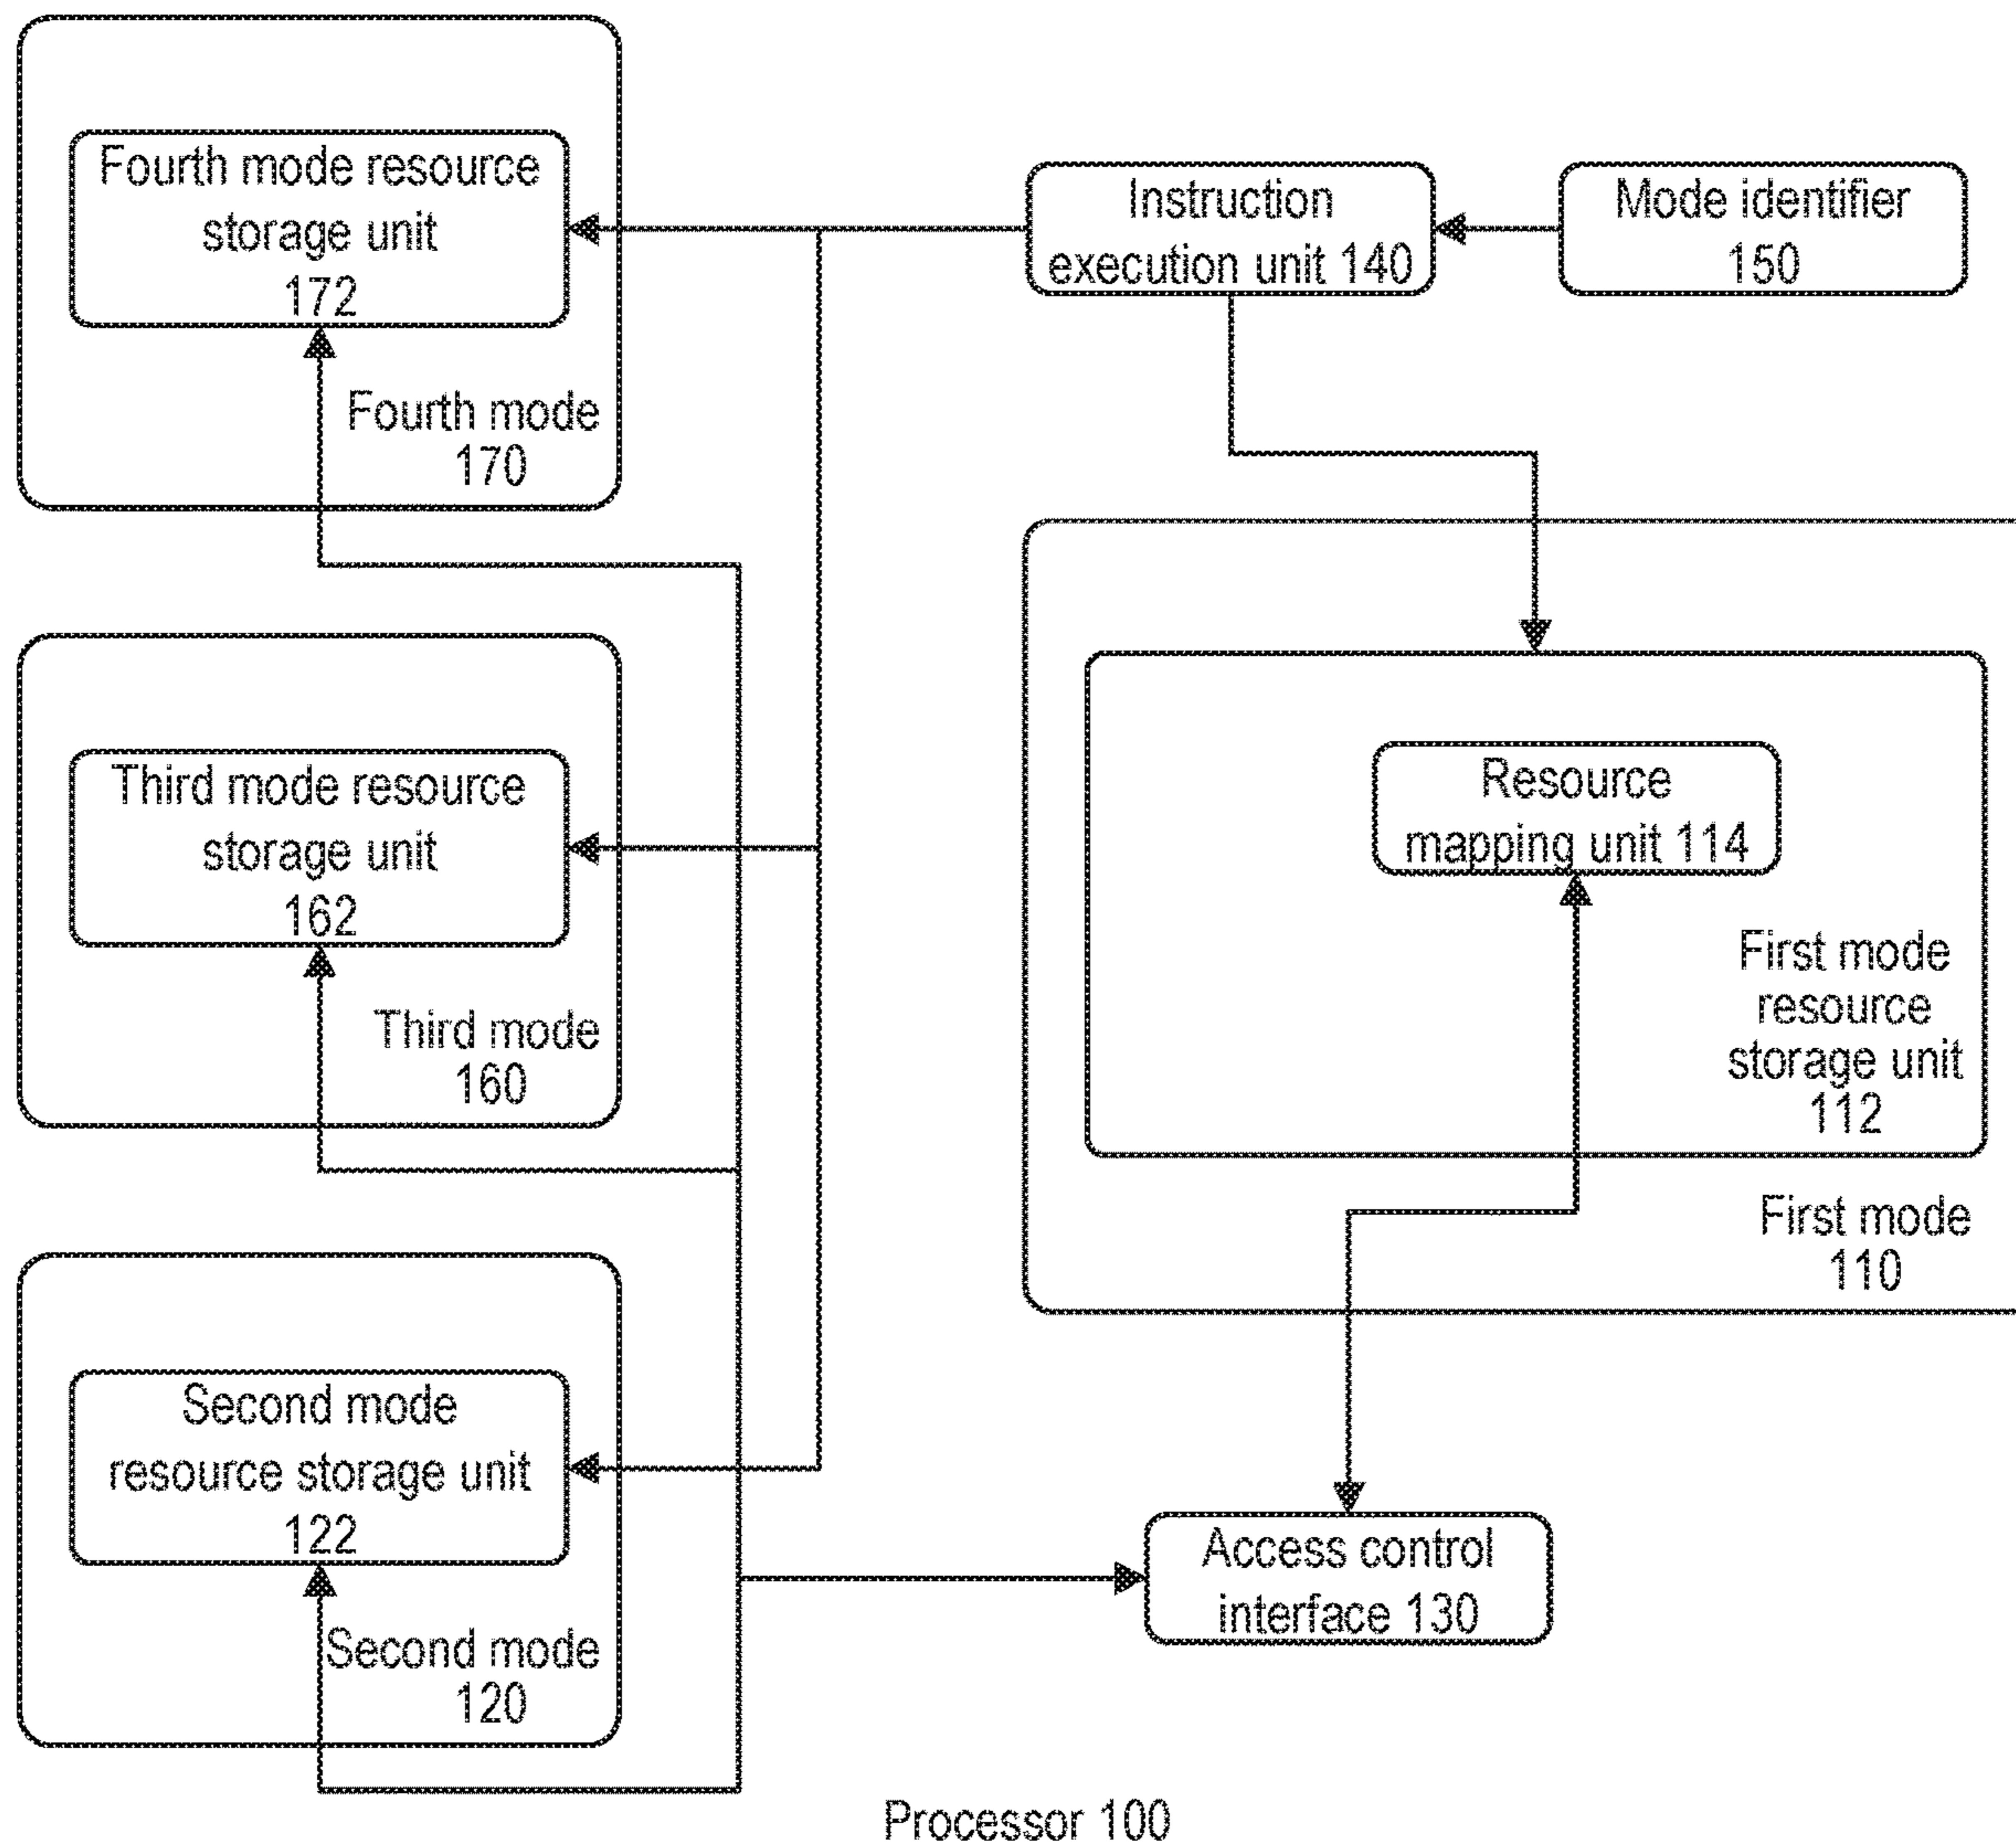 Fourth mode resource
storage unit
172
Fourth mode
170
Instruction
execution unit 140
Mode identifier
150
Third mode resource
storage unit
162
Third mode
160
Resource
mapping unit 114
First mode
resource
storage unit
112
First mode
110
Second mode
resource storage unit
122
Second mode
120
Access control
interface 130
Processor 100